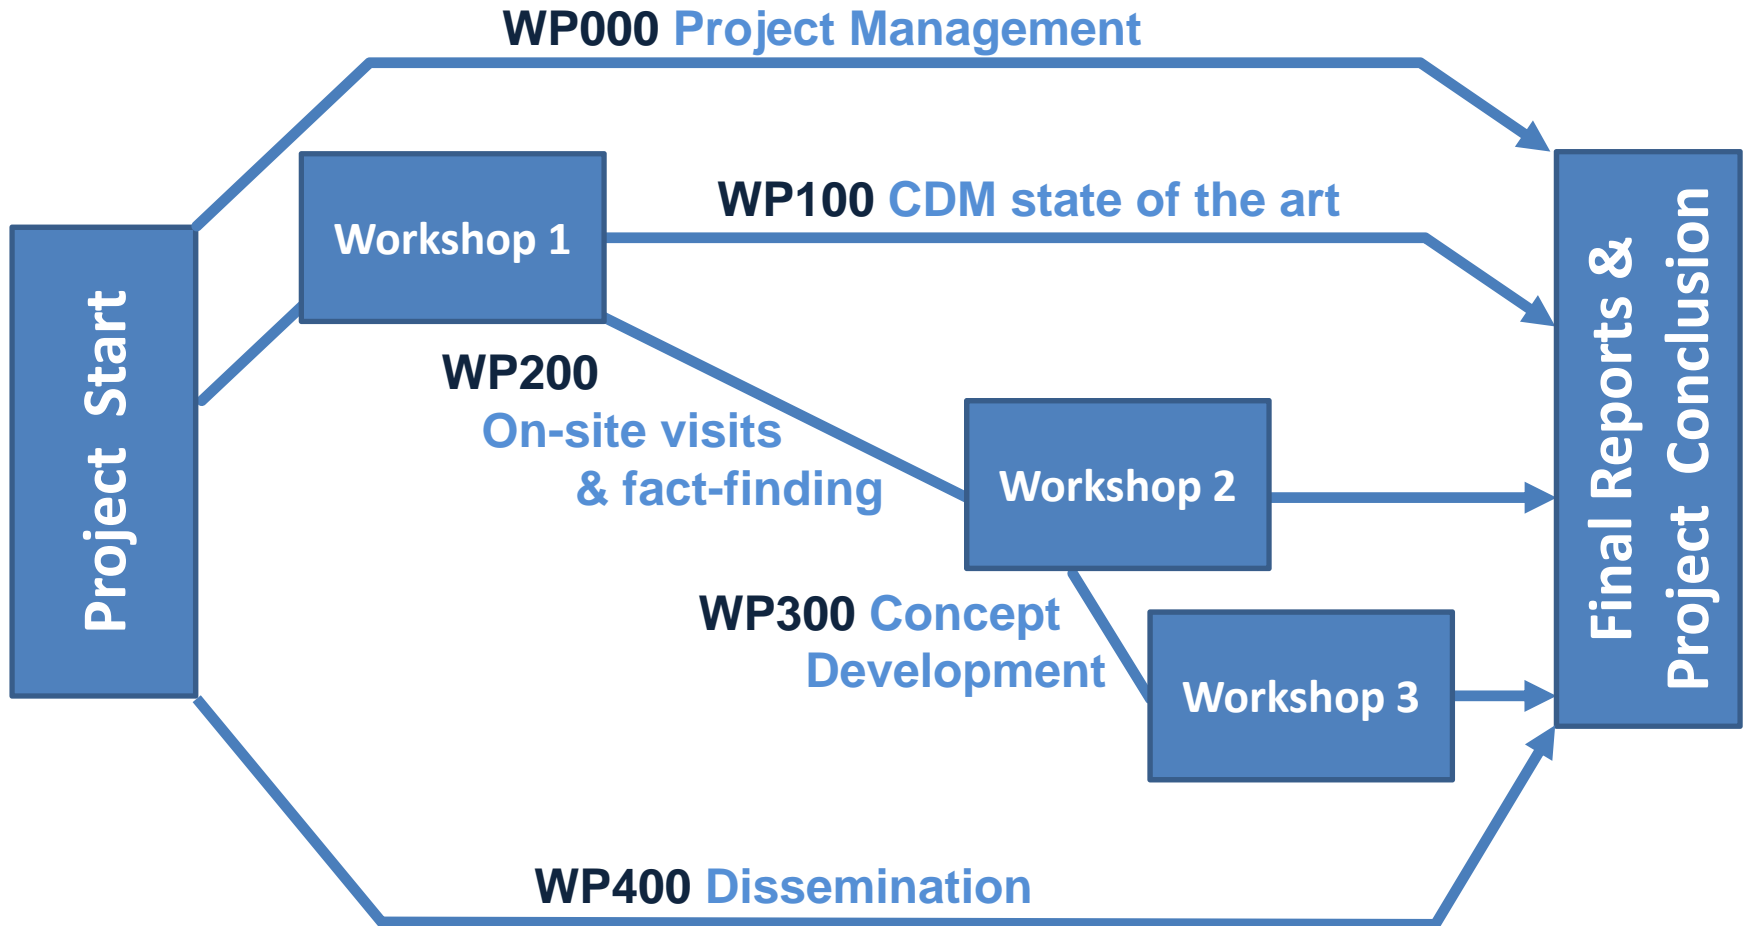 WP000 Project Management
WP100 CDM state of the art
Workshop 1
Project Start
WP200
On-site visits
& fact-finding
Workshop 2
WP300 Concept
Development
Workshop 3
Final Reports &
Project Conclusion
WP400 Dissemination